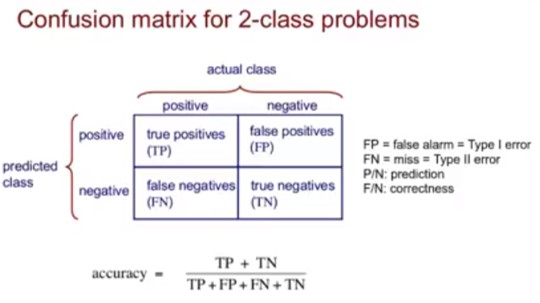 Confusion matrix for 2-class problems
actual class
positive negative
predicted class
positive
true positives (TP)
false positives (FP)
negative
false negatives (FN)
true negatives (TN)
FP = false alarm = Type I error
FN = miss = Type II error
P/N: prediction
F/N: correctness
accuracy = TP + TN
TP + FP + FN + TN